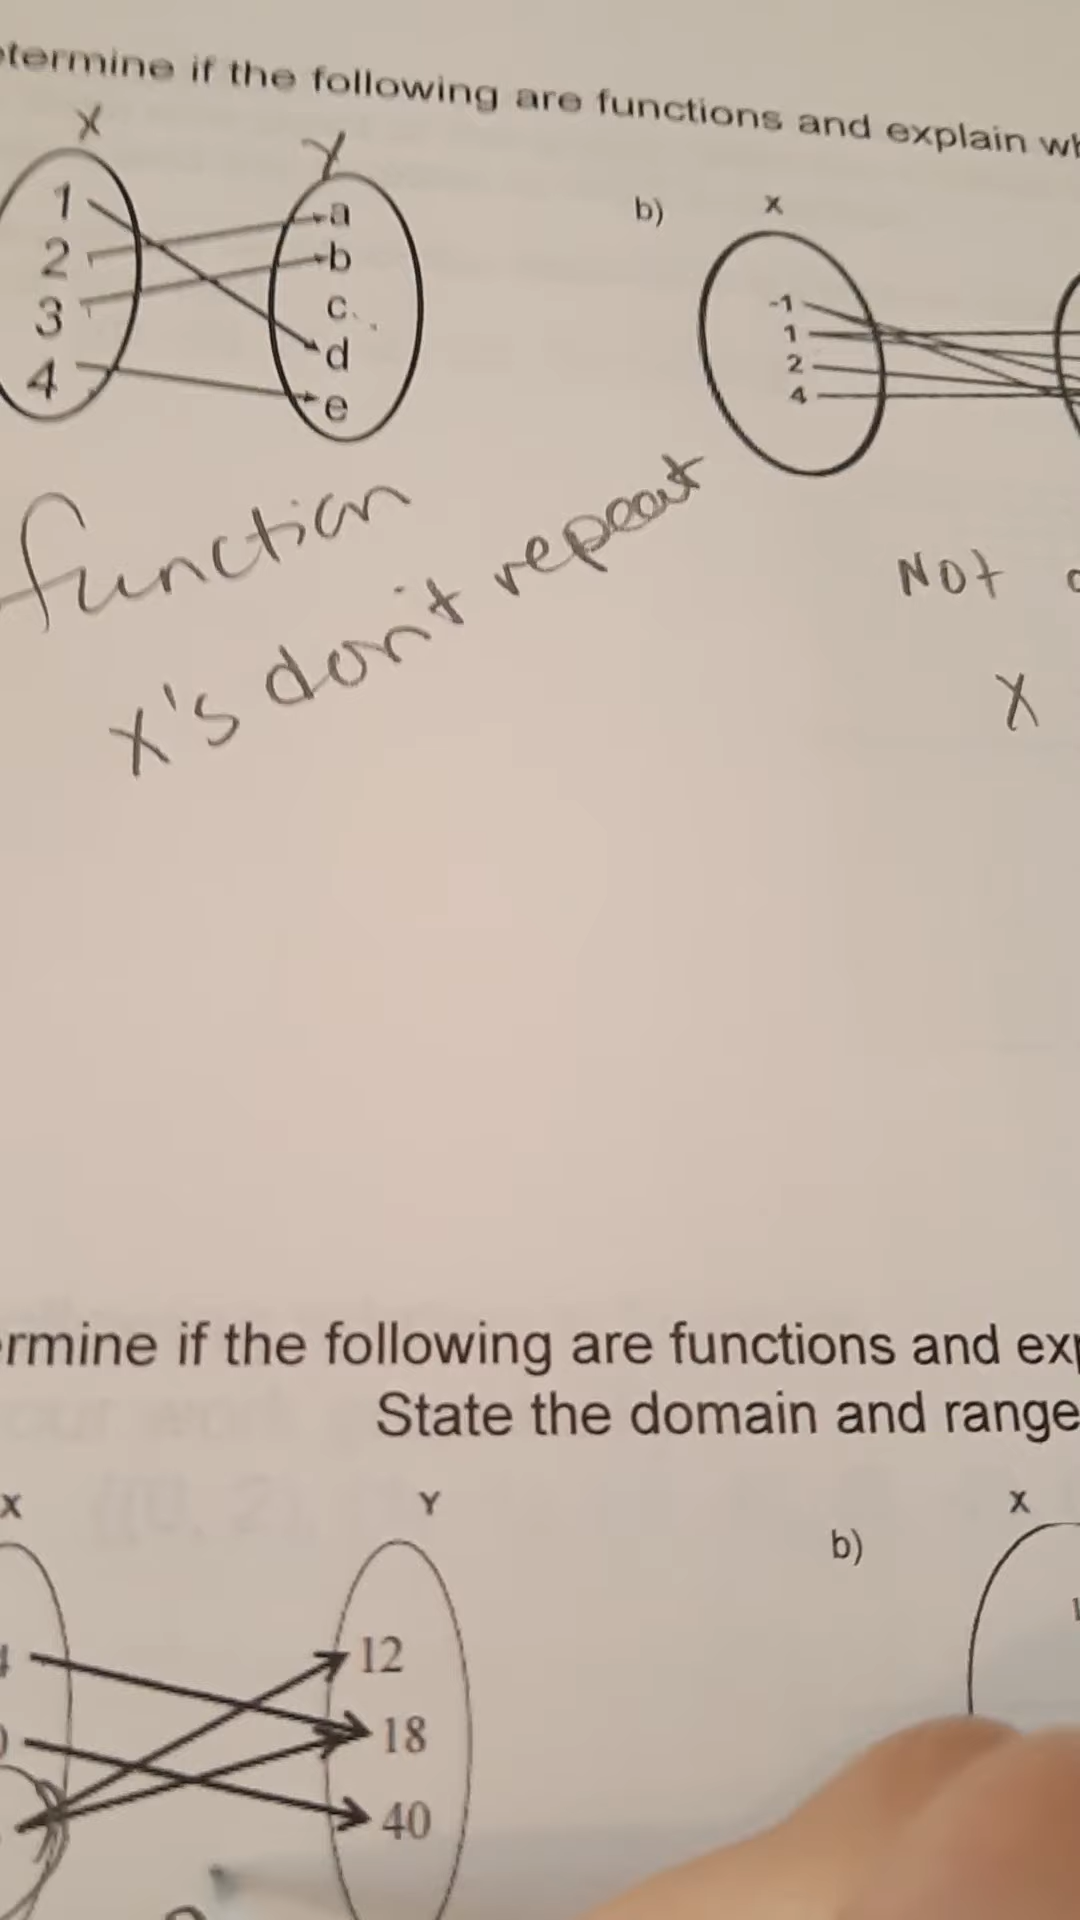 termine if the following are functions and explain wh
X
Y
1
2
3
4
a
b
c
d
e
b)
X
-1
1
2
4
function
x's don't repeat
Not
X
rmine if the following are functions and exp
State the domain and range
X
Y
12
18
40
b)
X